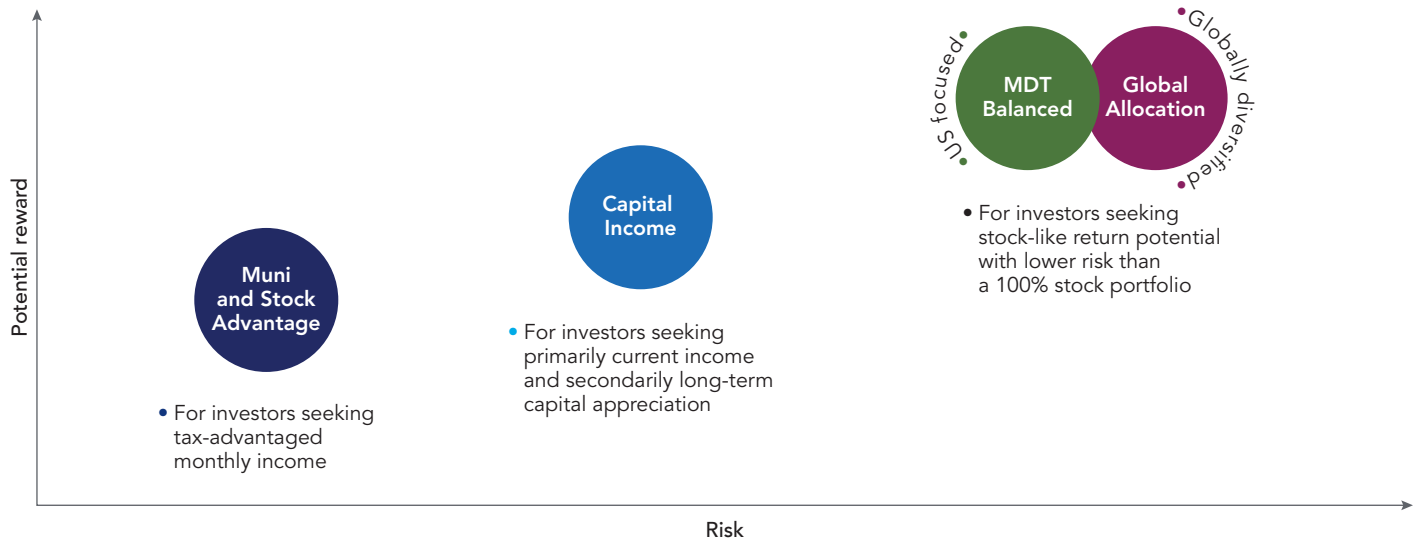 Potential reward
Muni
and Stock
Advantage
• For investors seeking
tax-advantaged
monthly income
Capital
Income
• For investors seeking
primarily current income
and secondarily long-term
capital appreciation
• US focused •
MDT
Balanced
Global
Allocation
• Globally diversified •
• For investors seeking
stock-like return potential
with lower risk than
a 100% stock portfolio
Risk